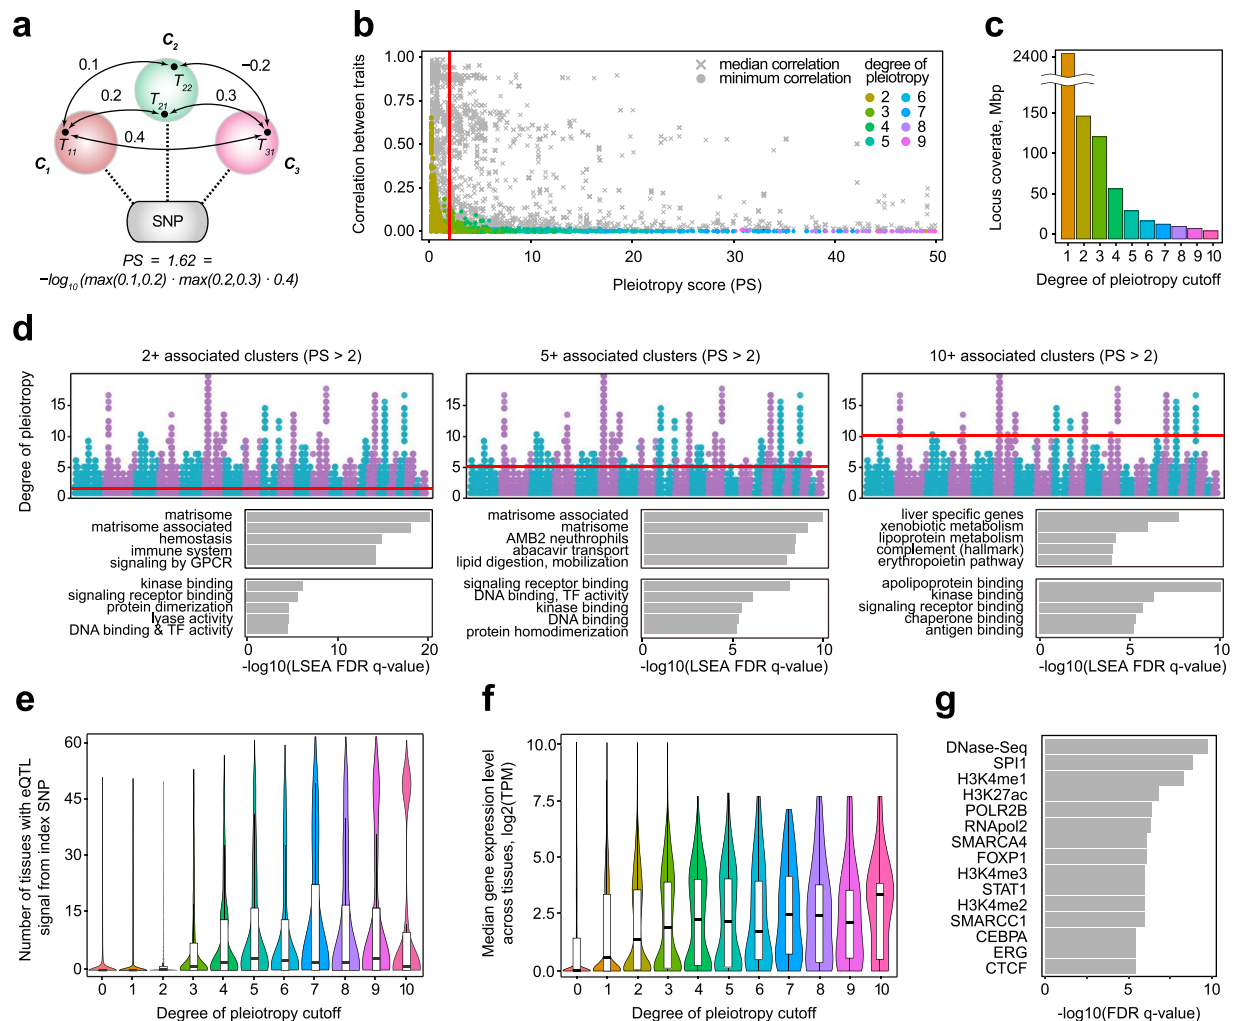 a
C2
0.1
−0.2
T22
0.2
0.3
T21
T11
0.4
T31
C1
C3
SNP
PS = 1.62 =
−log10(max(0.1,0.2) · max(0.2,0.3) · 0.4)
b
Correlation between traits
1.00
0.75
0.50
0.25
0.00
median correlation
minimum correlation
degree of
pleiotropy
2
3
4
5
6
7
8
9
0
10
20
30
40
50
Pleiotropy score (PS)
c
Locus coverate, Mbp
2400
150
100
50
0
1 2 3 4 5 6 7 8 9 10
Degree of pleiotropy cutoff
d
Degree of pleiotropy
2+ associated clusters (PS > 2)
15
10
5
0
matrisome
matrisome associated
hemostasis
immune system
signaling by GPCR
kinase binding
signaling receptor binding
protein dimerization
lyase activity
DNA binding & TF activity
0 10 20
-log10(LSEA FDR q-value)
5+ associated clusters (PS > 2)
15
10
5
0
matrisome associated
matrisome
AMB2 neuthrophils
abacavir transport
lipid digestion, mobilization
signaling receptor binding
DNA binding, TF activity
kinase binding
DNA binding
protein homodimerization
0 5 10
-log10(LSEA FDR q-value)
10+ associated clusters (PS > 2)
15
10
5
0
liver specific genes
xenobiotic metabolism
lipoprotein metabolism
complement (hallmark)
erythropoietin pathway
apolipoprotein binding
kinase binding
signaling receptor binding
chaperone binding
antigen binding
0 5 10
-log10(LSEA FDR q-value)
e
Number of tissues with eQTL
signal from index SNP
60
45
30
15
0
0 1 2 3 4 5 6 7 8 9 10
Degree of pleiotropy cutoff
f
Median gene expression level
across tissues, log2(TPM)
10.0
7.5
5.0
2.5
0.0
0 1 2 3 4 5 6 7 8 9 10
Degree of pleiotropy cutoff
g
DNase-Seq
SPI1
H3K4me1
H3K27ac
POLR2B
RNApol2
SMARCA4
FOXP1
H3K4me3
STAT1
H3K4me2
SMARCC1
CEBPA
ERG
CTCF
0 5 10
-log10(FDR q-value)